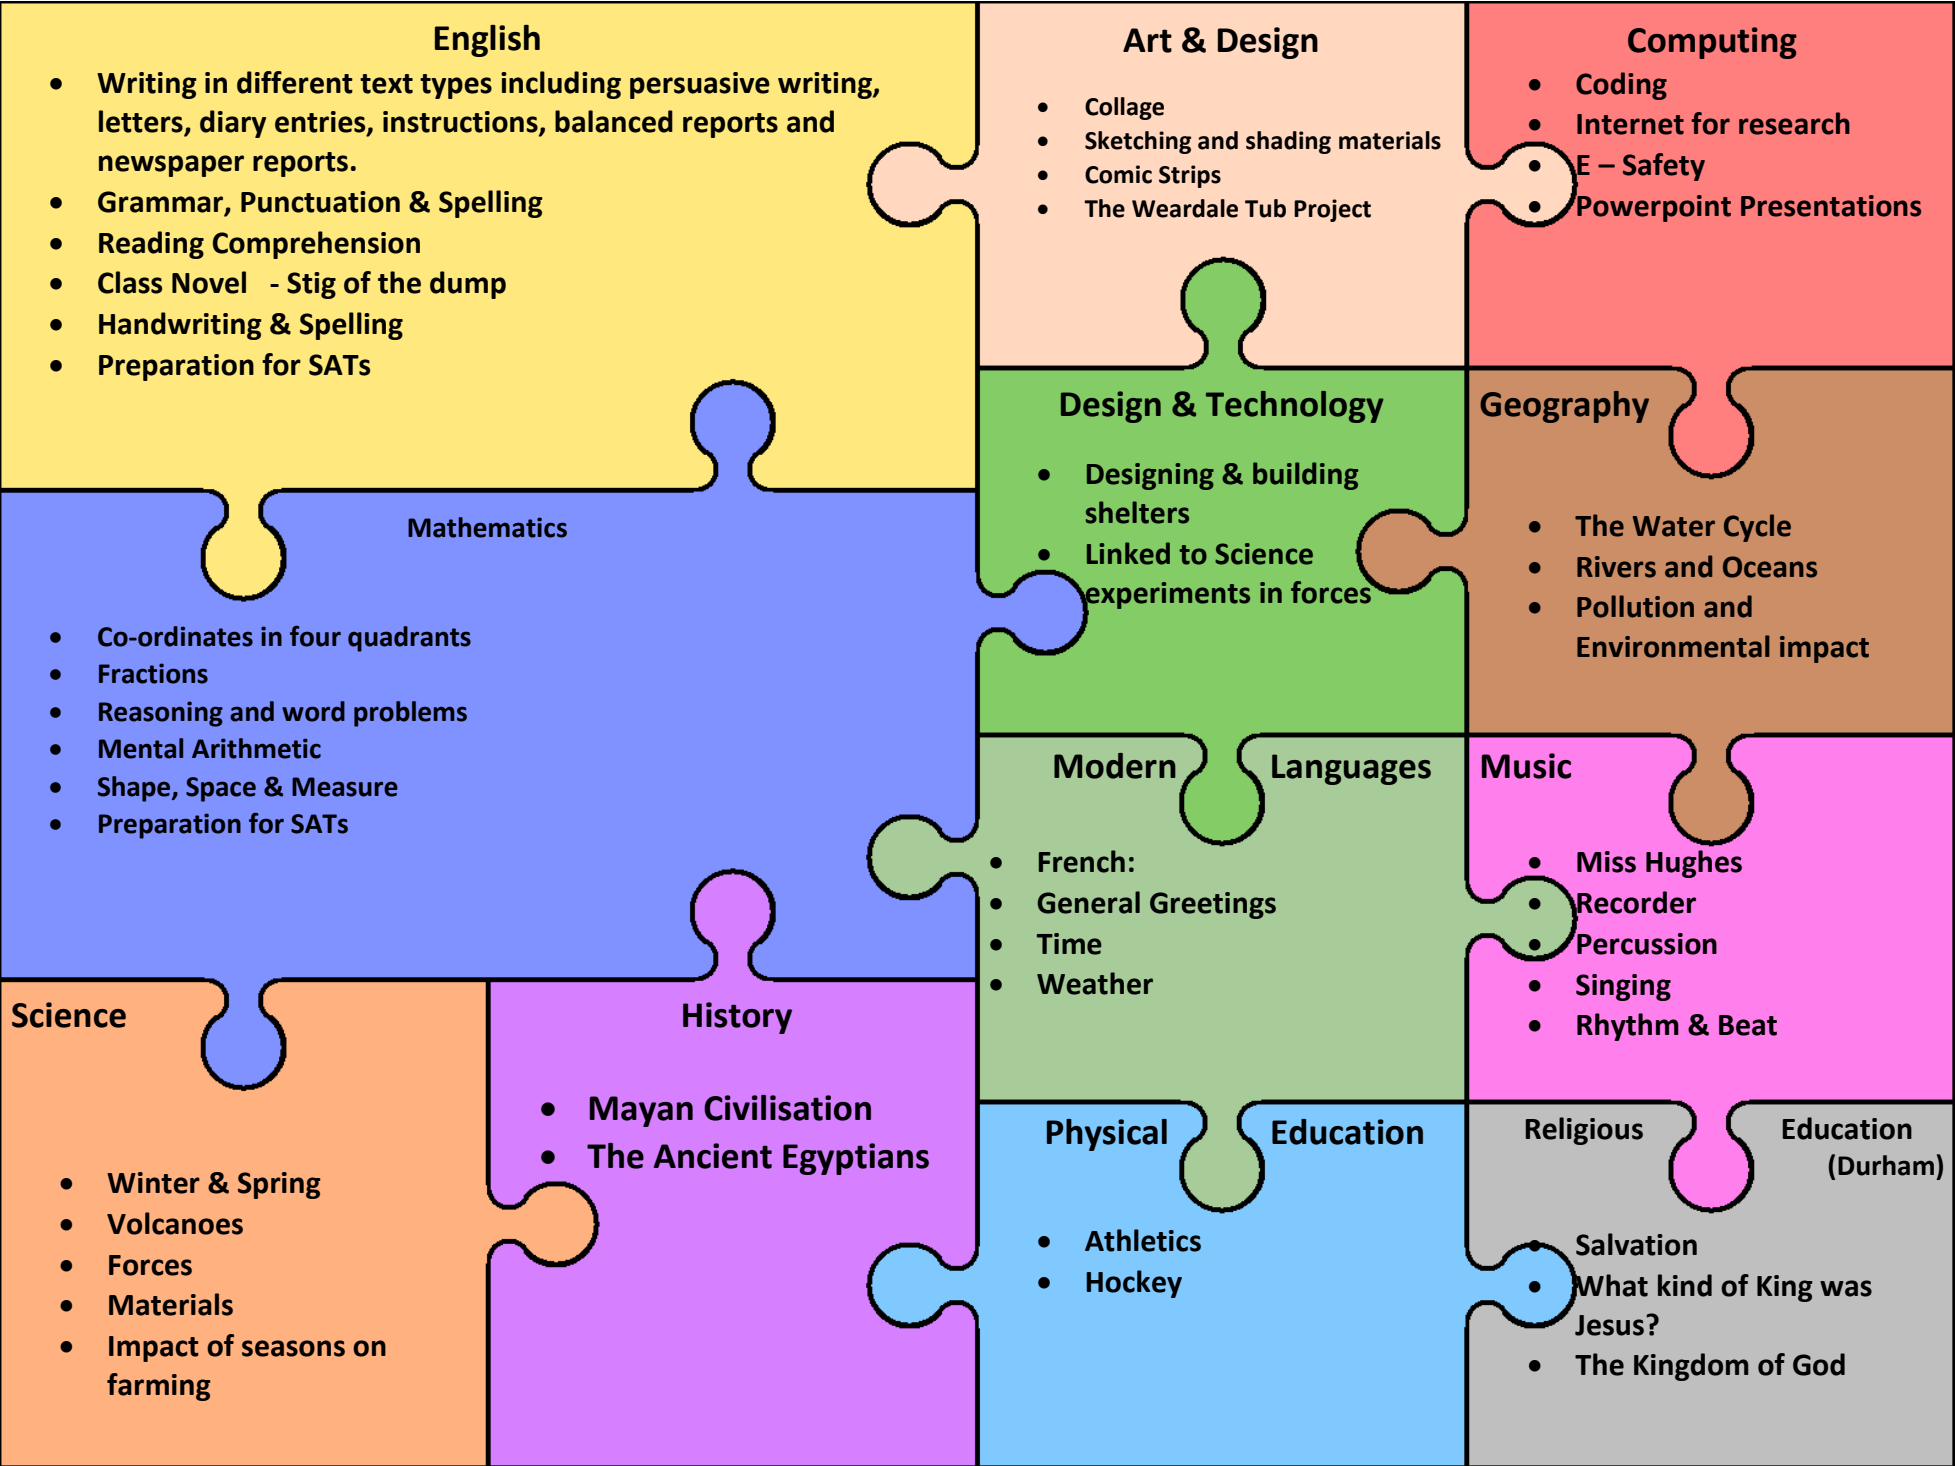 English
• Writing in different text types including persuasive writing,
letters, diary entries, instructions, balanced reports and
newspaper reports.
• Grammar, Punctuation & Spelling
• Reading Comprehension
• Class Novel - Stig of the dump
• Handwriting & Spelling
• Preparation for SATs
Art & Design
• Collage
• Sketching and shading materials
• Comic Strips
• The Weardale Tub Project
Computing
• Coding
• Internet for research
• E – Safety
• Powerpoint Presentations
Mathematics
• Co-ordinates in four quadrants
• Fractions
• Reasoning and word problems
• Mental Arithmetic
• Shape, Space & Measure
• Preparation for SATs
Design & Technology
• Designing & building
shelters
• Linked to Science
experiments in forces
Geography
• The Water Cycle
• Rivers and Oceans
• Pollution and
Environmental impact
Modern Languages
• French:
• General Greetings
• Time
• Weather
Music
• Miss Hughes
• Recorder
• Percussion
• Singing
• Rhythm & Beat
Science
• Winter & Spring
• Volcanoes
• Forces
• Materials
• Impact of seasons on
farming
History
• Mayan Civilisation
• The Ancient Egyptians
Physical Education
• Athletics
• Hockey
Religious Education
(Durham)
• Salvation
• What kind of King was
Jesus?
• The Kingdom of God